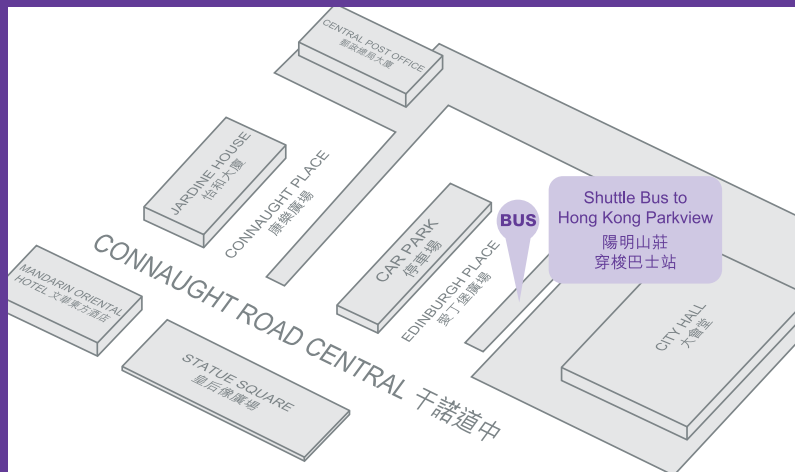 CENTRAL POST OFFICE
郵政總局大廈
JARDINE HOUSE
怡和大廈
CONNAUGHT PLACE
康樂廣場
CAR PARK
停車場
EDINBURGH PLACE
愛丁堡廣場
BUS
Shuttle Bus to
Hong Kong Parkview
陽明山莊
穿梭巴士站
CITY HALL
大會堂
MANDARIN ORIENTAL
HOTEL 文華東方酒店
CONNAUGHT ROAD CENTRAL 干諾道中
STATUE SQUARE
皇后像廣場